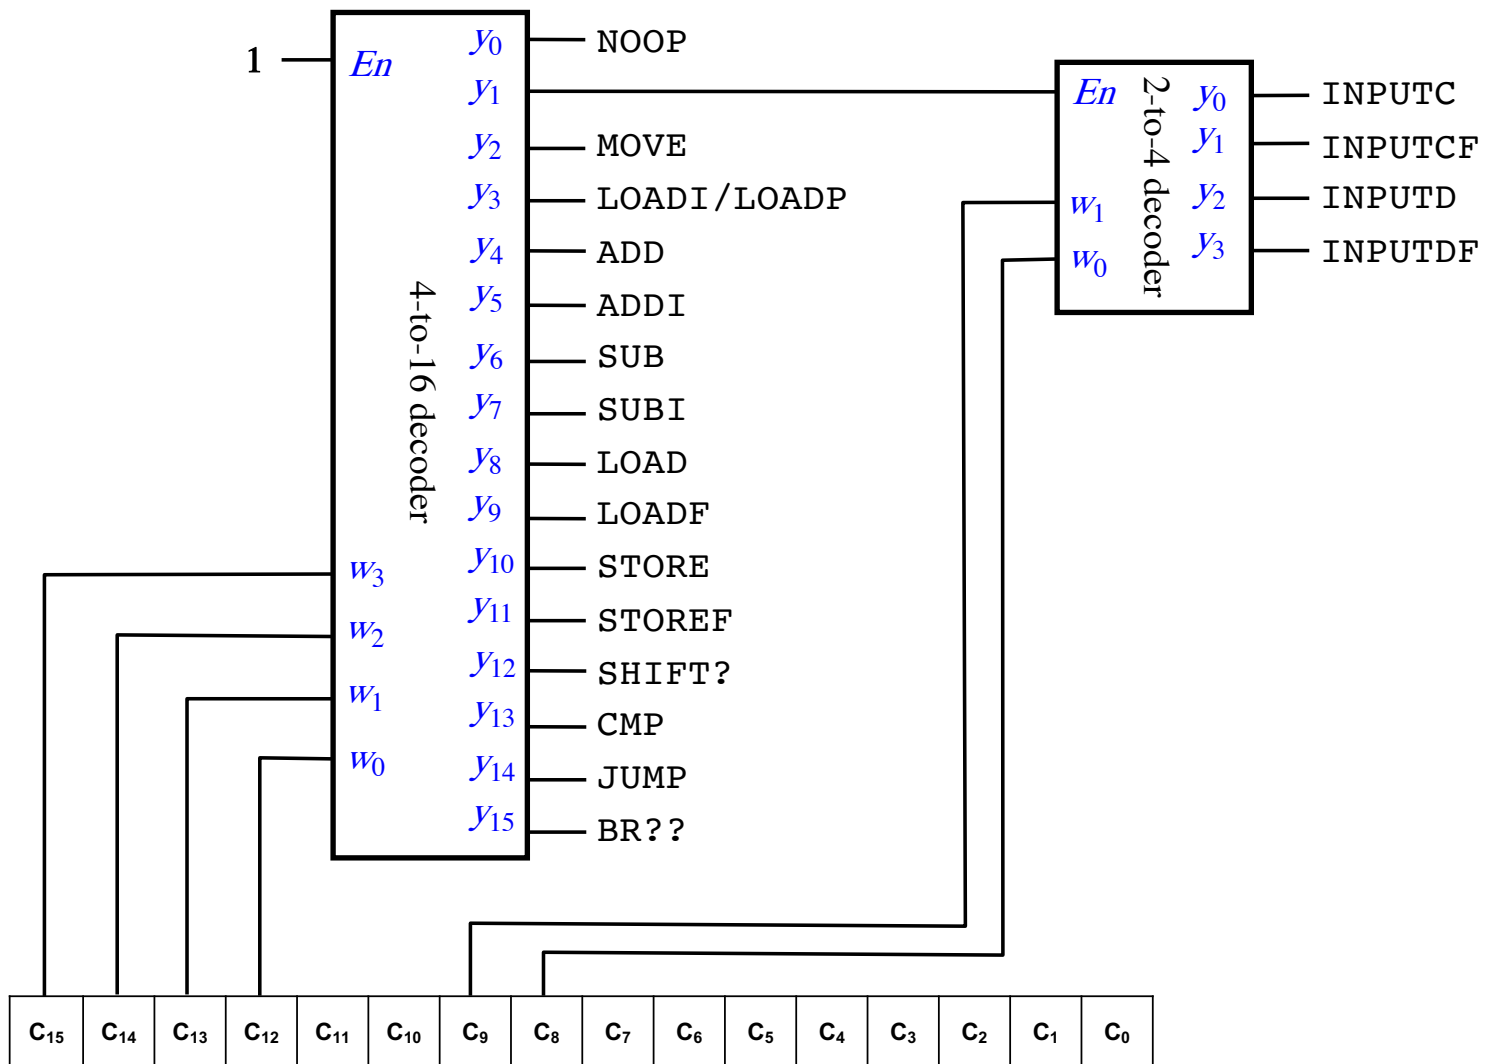 1
En
4-to-16 decoder
y0 NOOP
y1
y2 MOVE
y3 LOADI/LOADP
y4 ADD
y5 ADDI
y6 SUB
y7 SUBI
y8 LOAD
y9 LOADF
y10 STORE
y11 STOREF
y12 SHIFT?
y13 CMP
y14 JUMP
y15 BR??
w3
w2
w1
w0
En
2-to-4 decoder
y0 INPUTC
y1 INPUTCF
y2 INPUTD
y3 INPUTDF
w1
w0
C15 C14 C13 C12 C11 C10 C9 C8 C7 C6 C5 C4 C3 C2 C1 C0